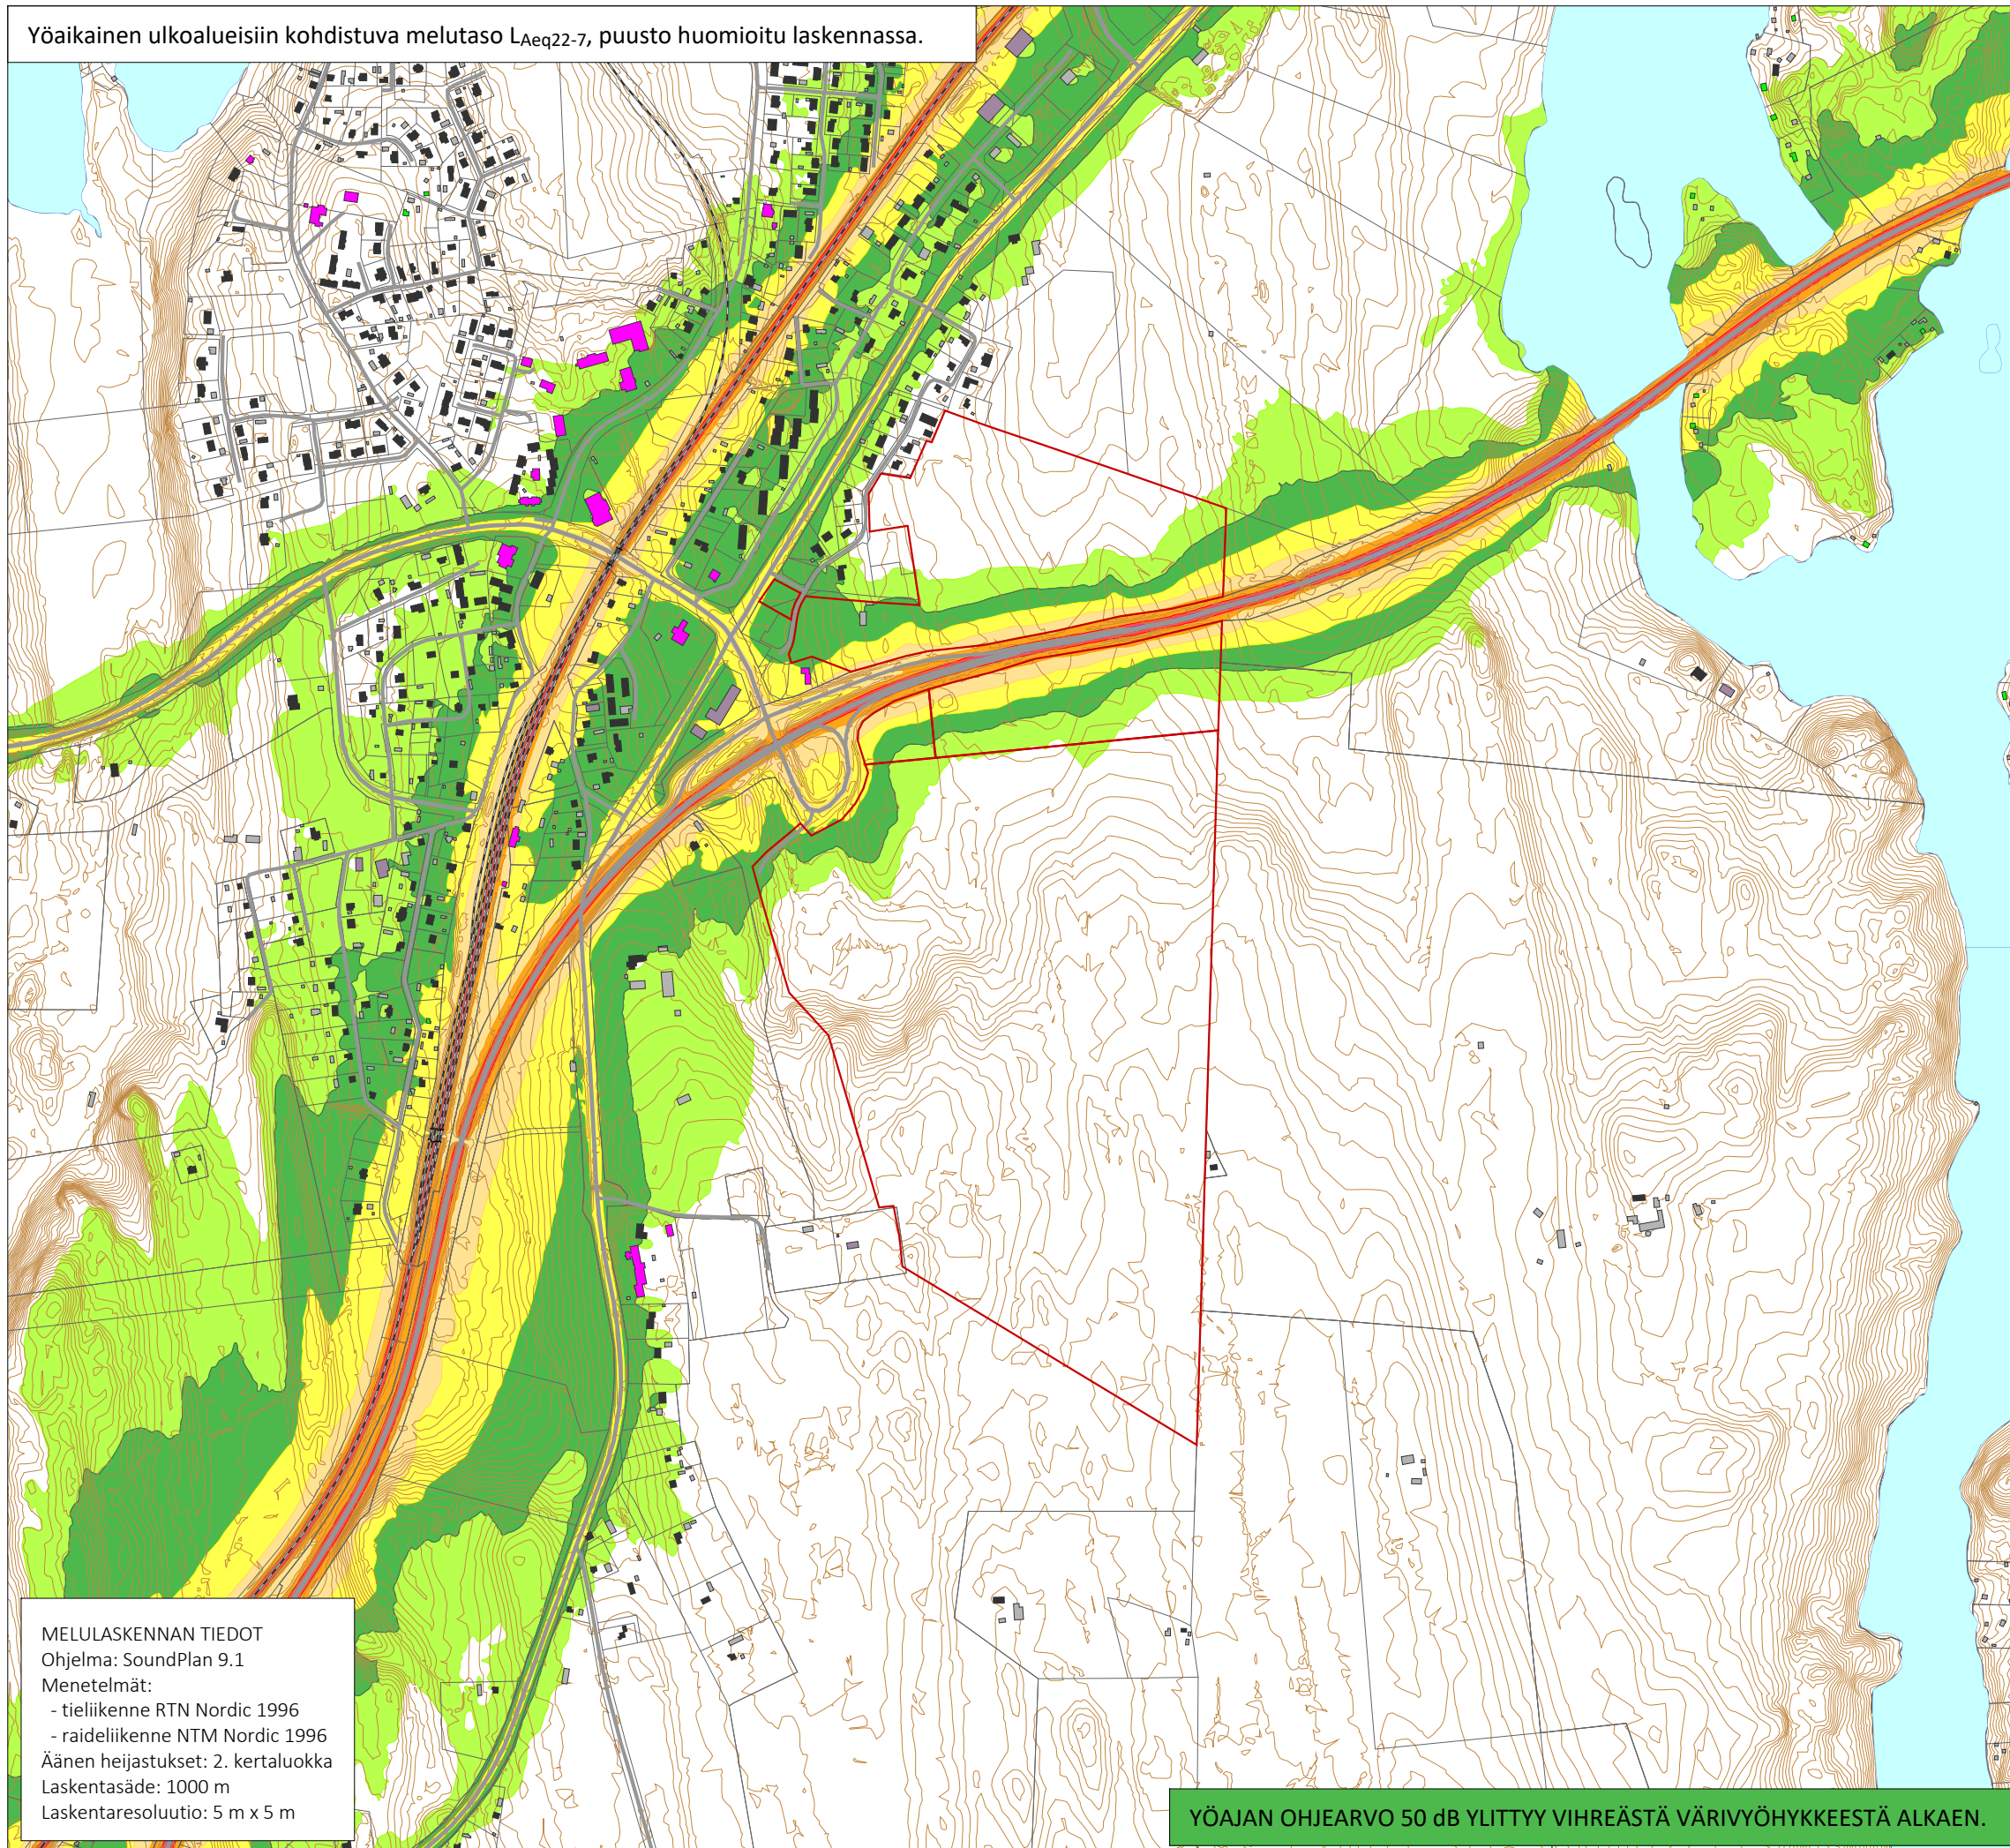 Yöaikainen ulkoalueisiin kohdistuva melutaso LAeq22-7, puusto huomioitu laskennassa.
MELULASKENNAN TIEDOT
Ohjelma: SoundPlan 9.1
Menetelmät:
- tieliikenne RTN Nordic 1996
- raideliikenne NTM Nordic 1996
Äänen heijastukset: 2. kertaluokka
Laskentasäde: 1000 m
Laskentaresoluutio: 5 m x 5 m
YÖAJAN OHJEARVO 50 dB YLITTYY VIHREÄSTÄ VÄRIVYÖHYKKEESTÄ ALKAEN.